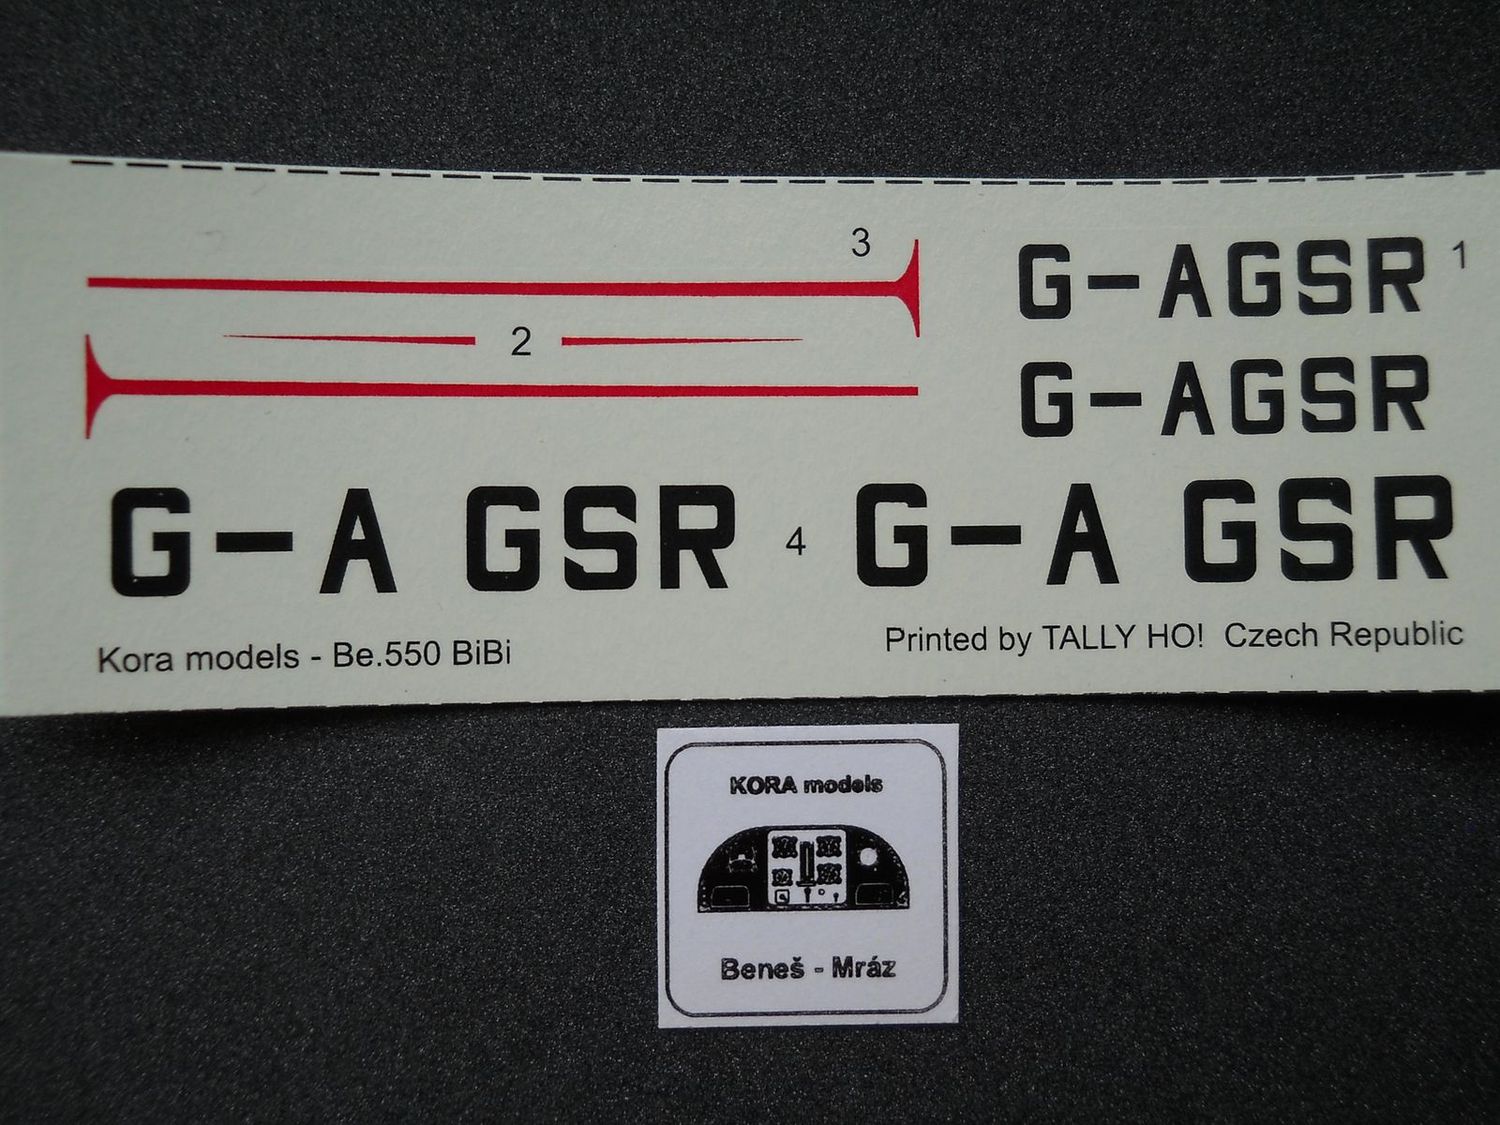 3
G-AGSR 1
2
G-AGSR
G-A GSR 4 G-A GSR
Kora models - Be.550 BiBi
Printed by TALLY HO! Czech Republic
KORA models
Beneš - Mráz